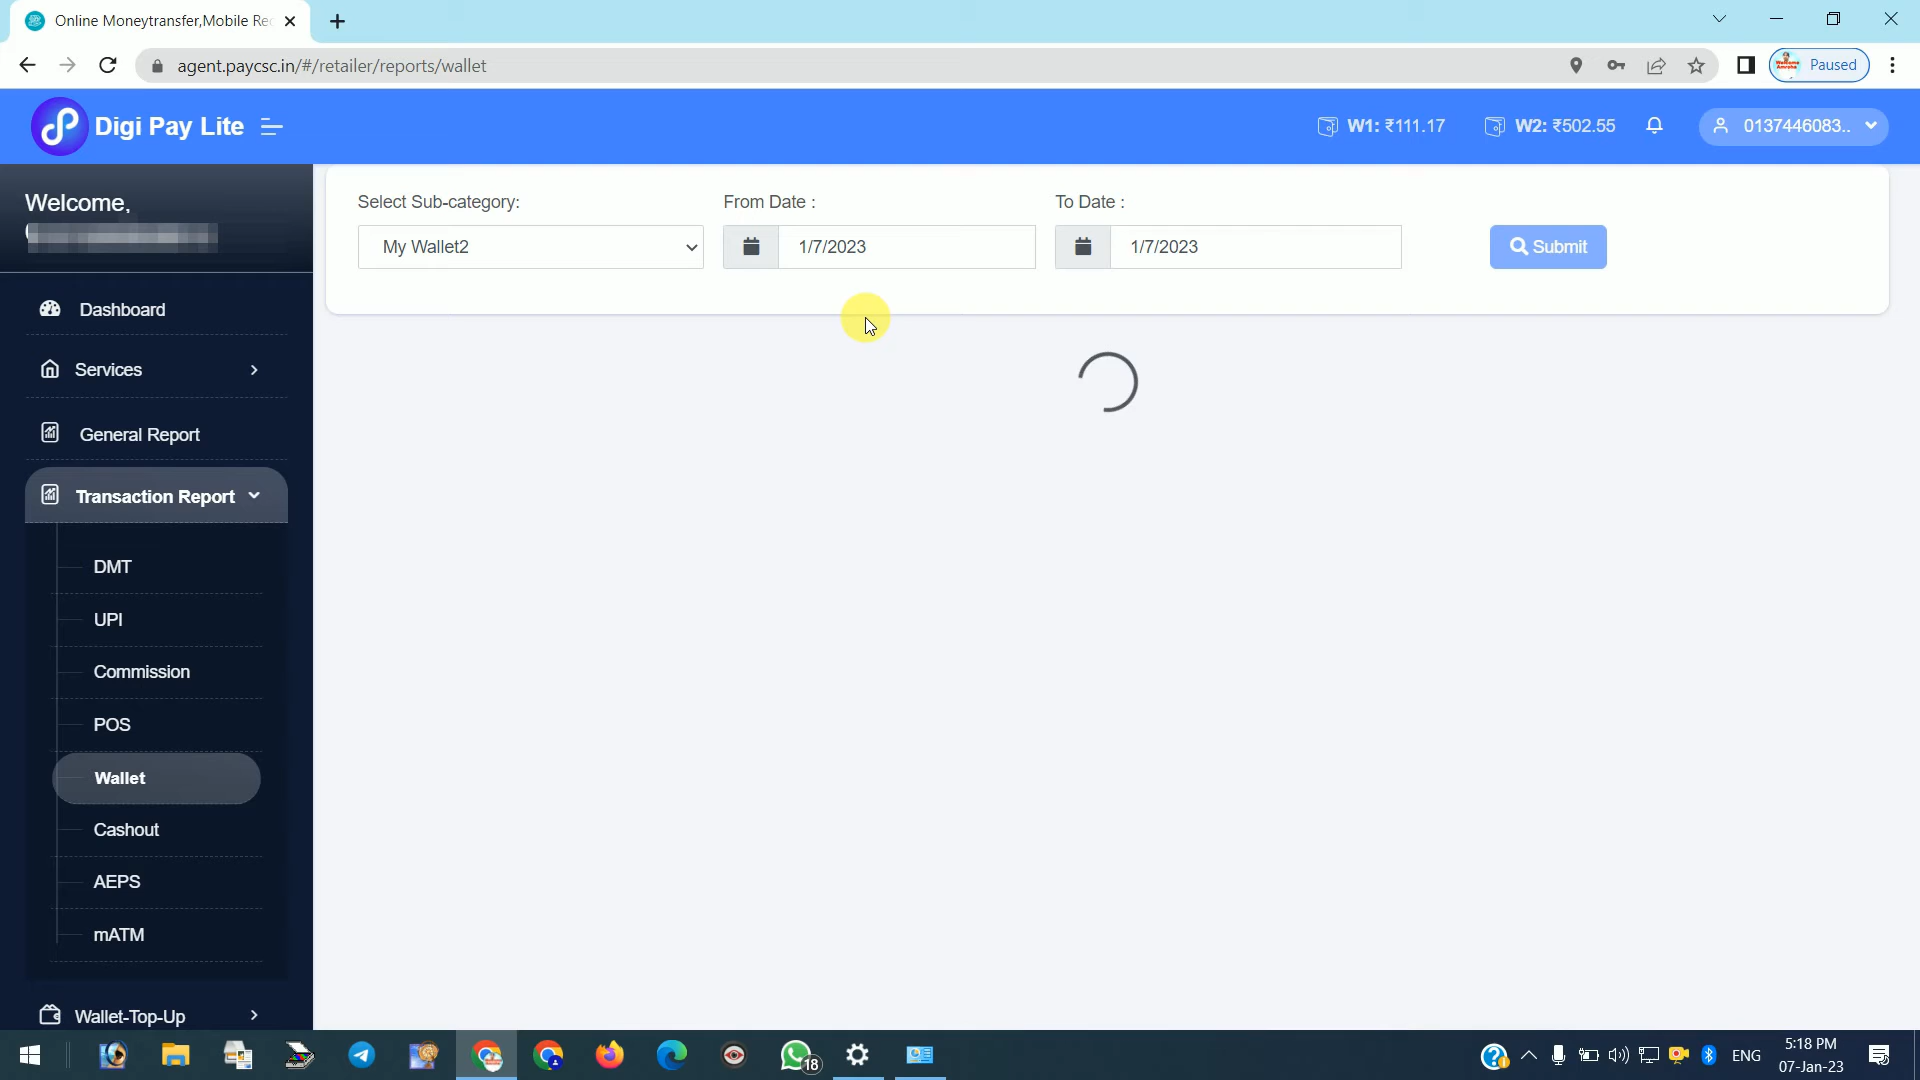 Online Moneytransfer,Mobile Rec
agent.paycsc.in/#/retailer/reports/wallet
Paused
Digi Pay Lite
W1: ₹111.17
W2: ₹502.55
0137446083..
Welcome,
Select Sub-category:
From Date :
To Date :
My Wallet2
1/7/2023
1/7/2023
Submit
Dashboard
Services
General Report
Transaction Report
DMT
UPI
Commission
POS
Wallet
Cashout
AEPS
mATM
Wallet-Top-Up
18
ENG
5:18 PM
07-Jan-23